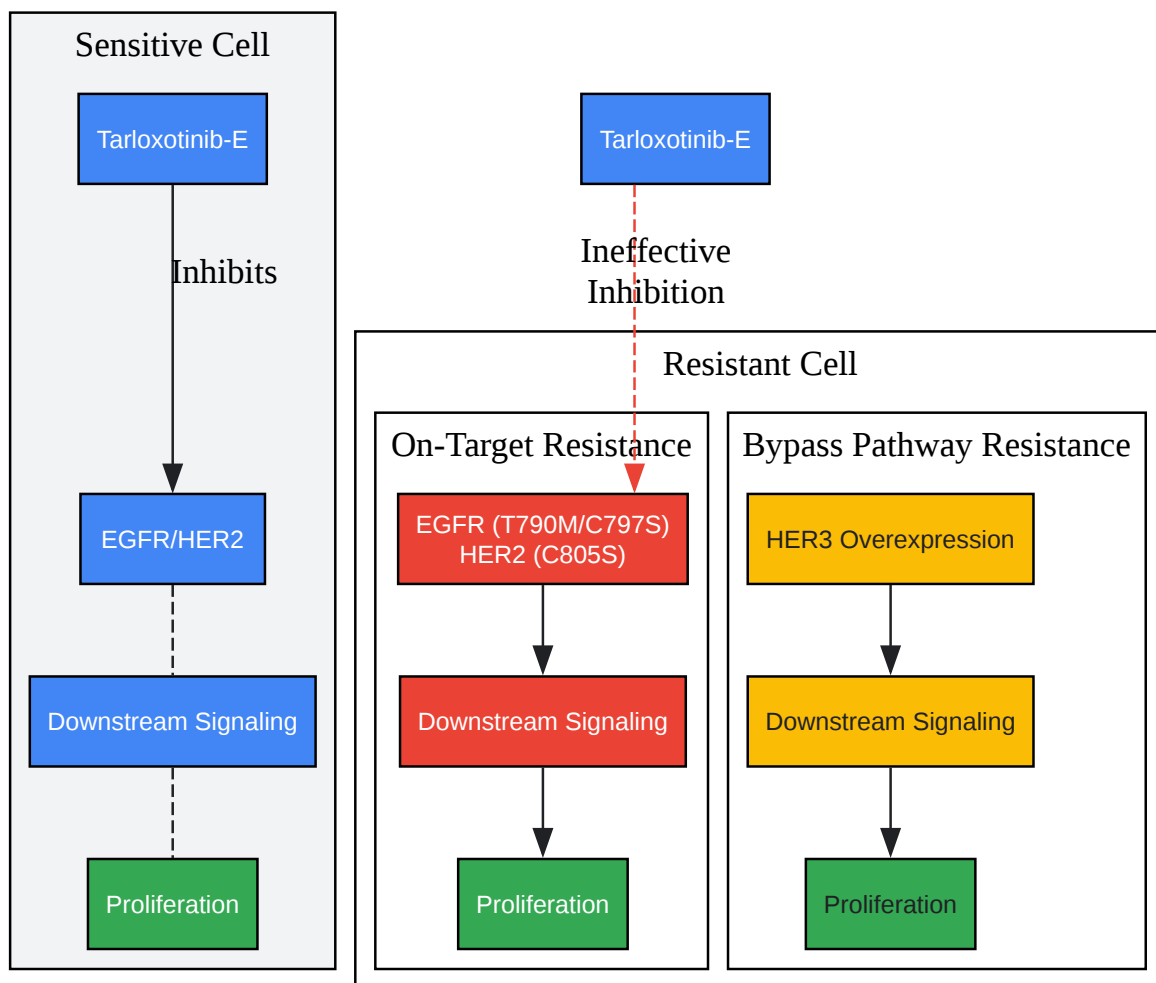 Sensitive Cell
Tarloxotinib-E
Inhibits
EGFR/HER2
Downstream Signaling
Proliferation
Tarloxotinib-E
Ineffective
Inhibition
Resistant Cell
On-Target Resistance
EGFR (T790M/C797S)
HER2 (C805S)
Downstream Signaling
Proliferation
Bypass Pathway Resistance
HER3 Overexpression
Downstream Signaling
Proliferation